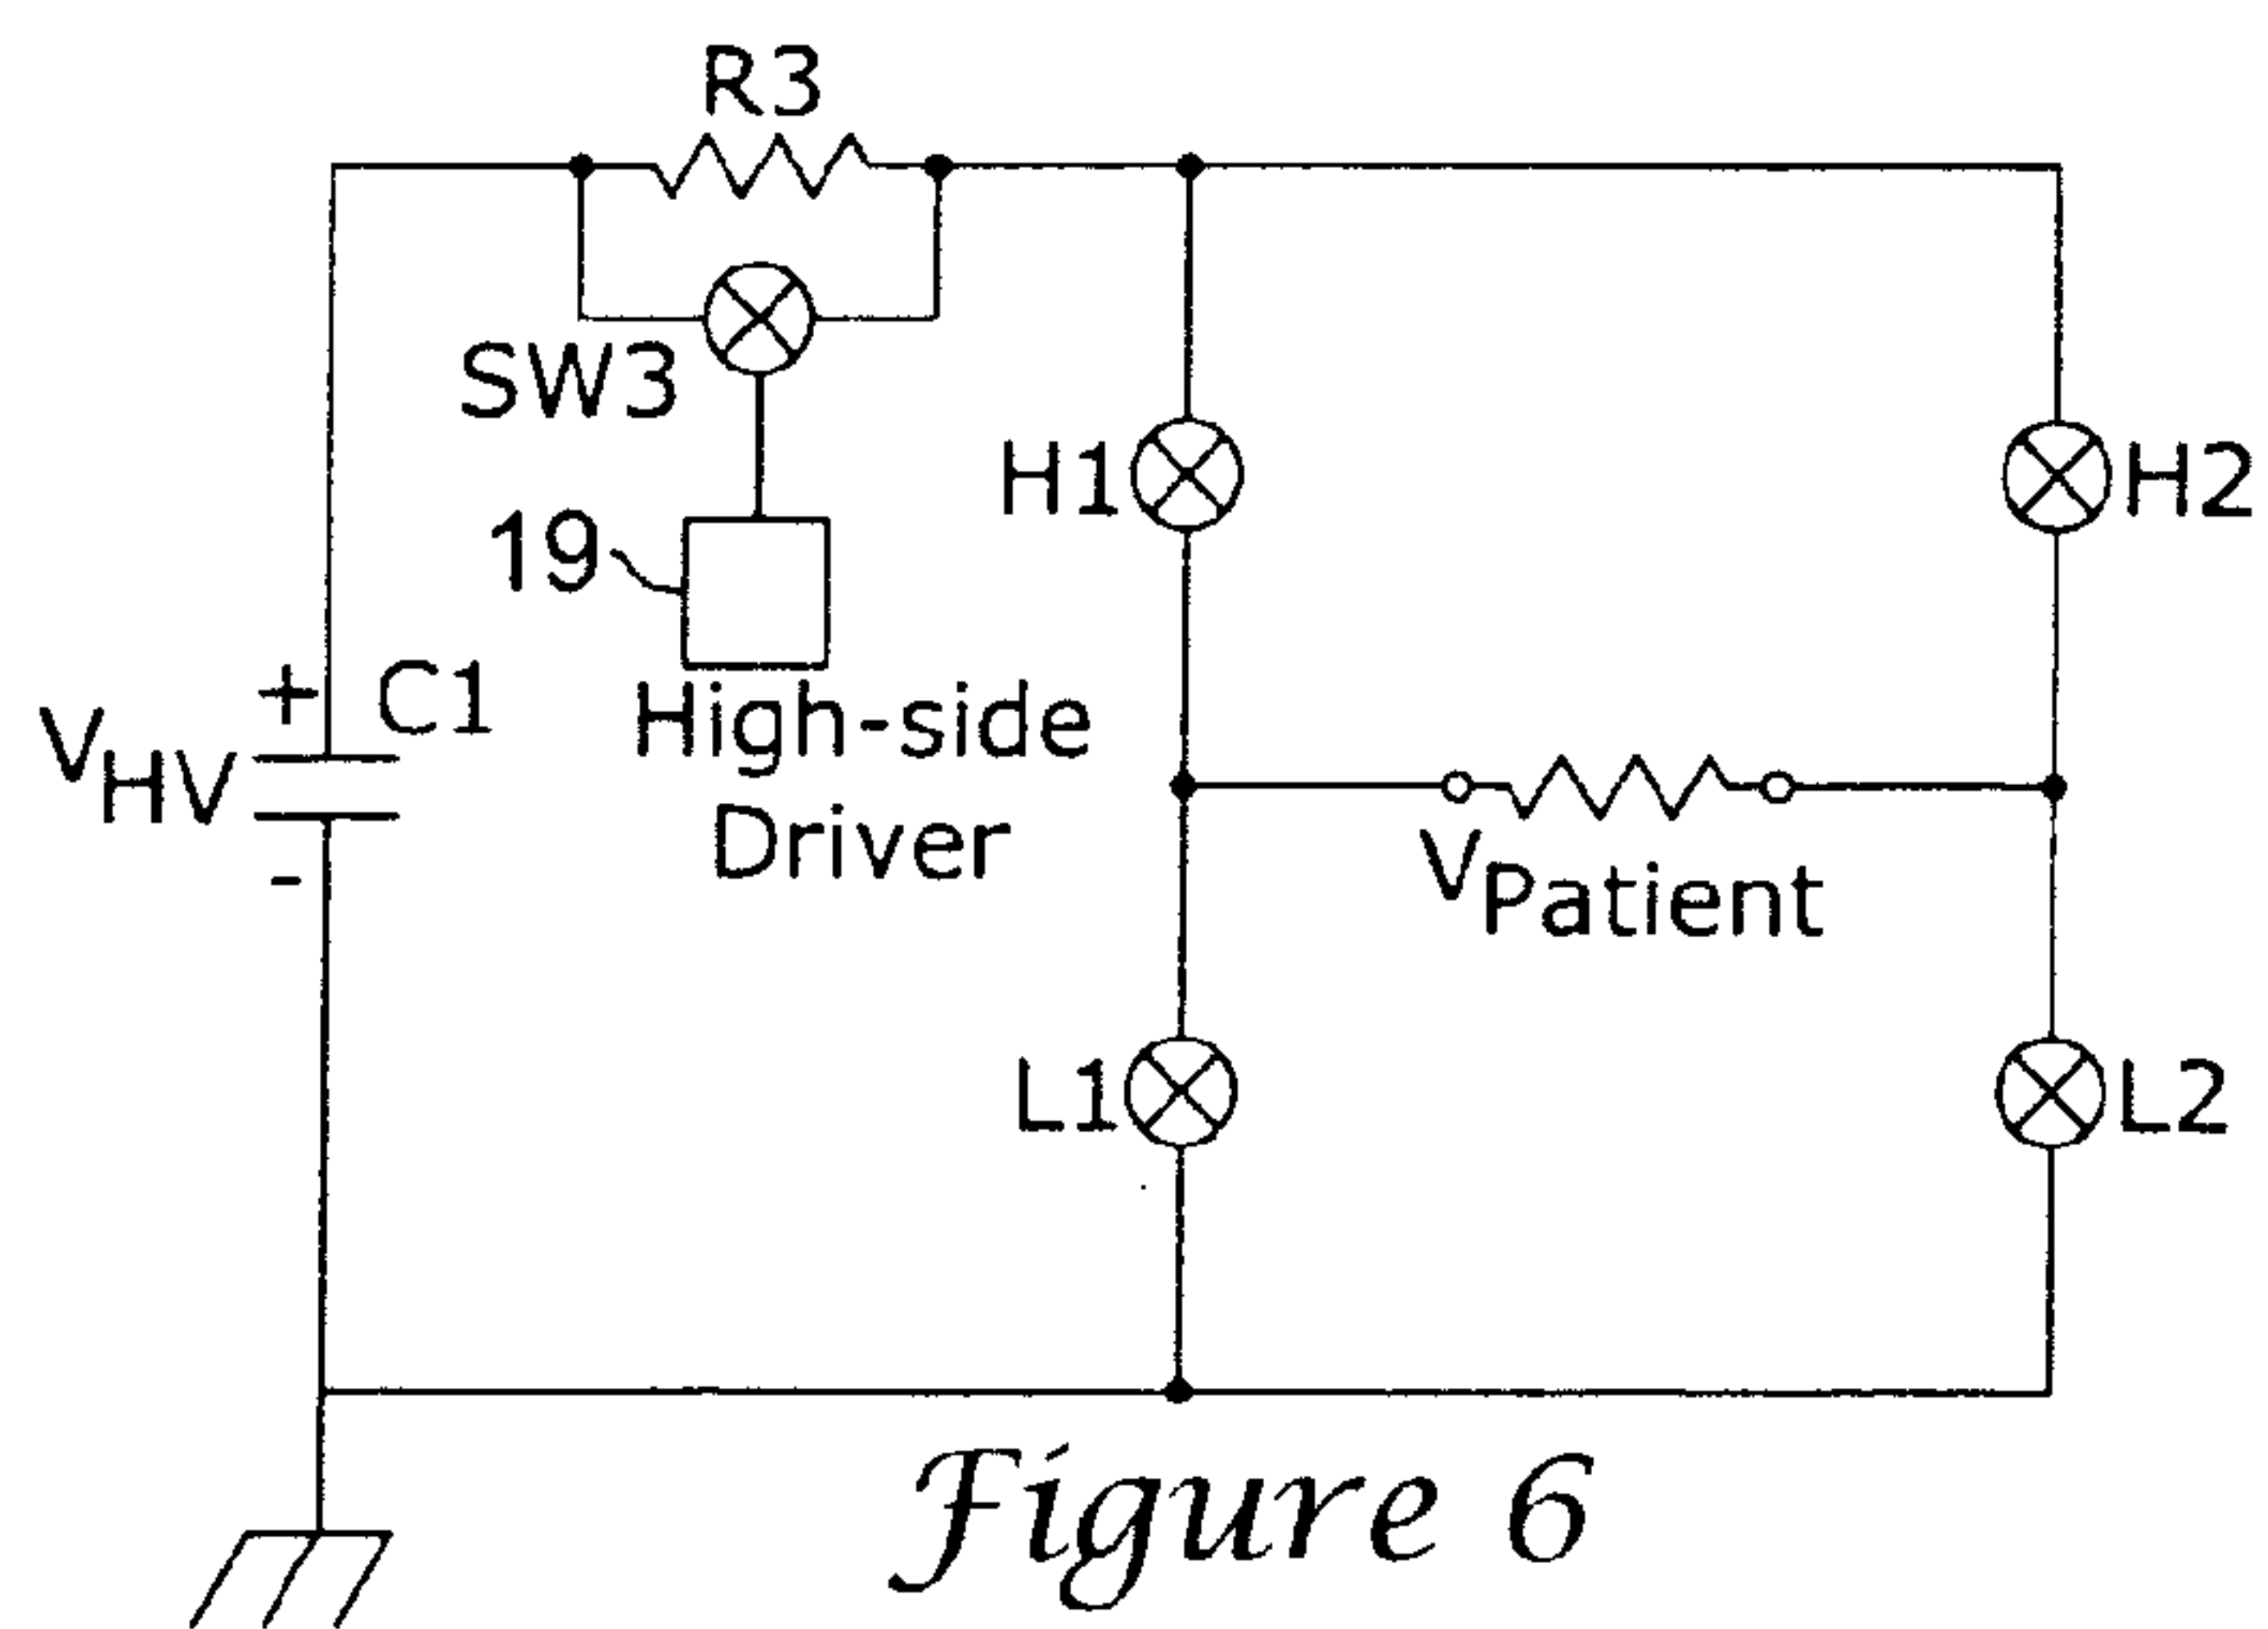 R3
SW3
H1
H2
19
+
C1
VHV
High-side
Driver
-
VPatient
L1
L2
Figure 6